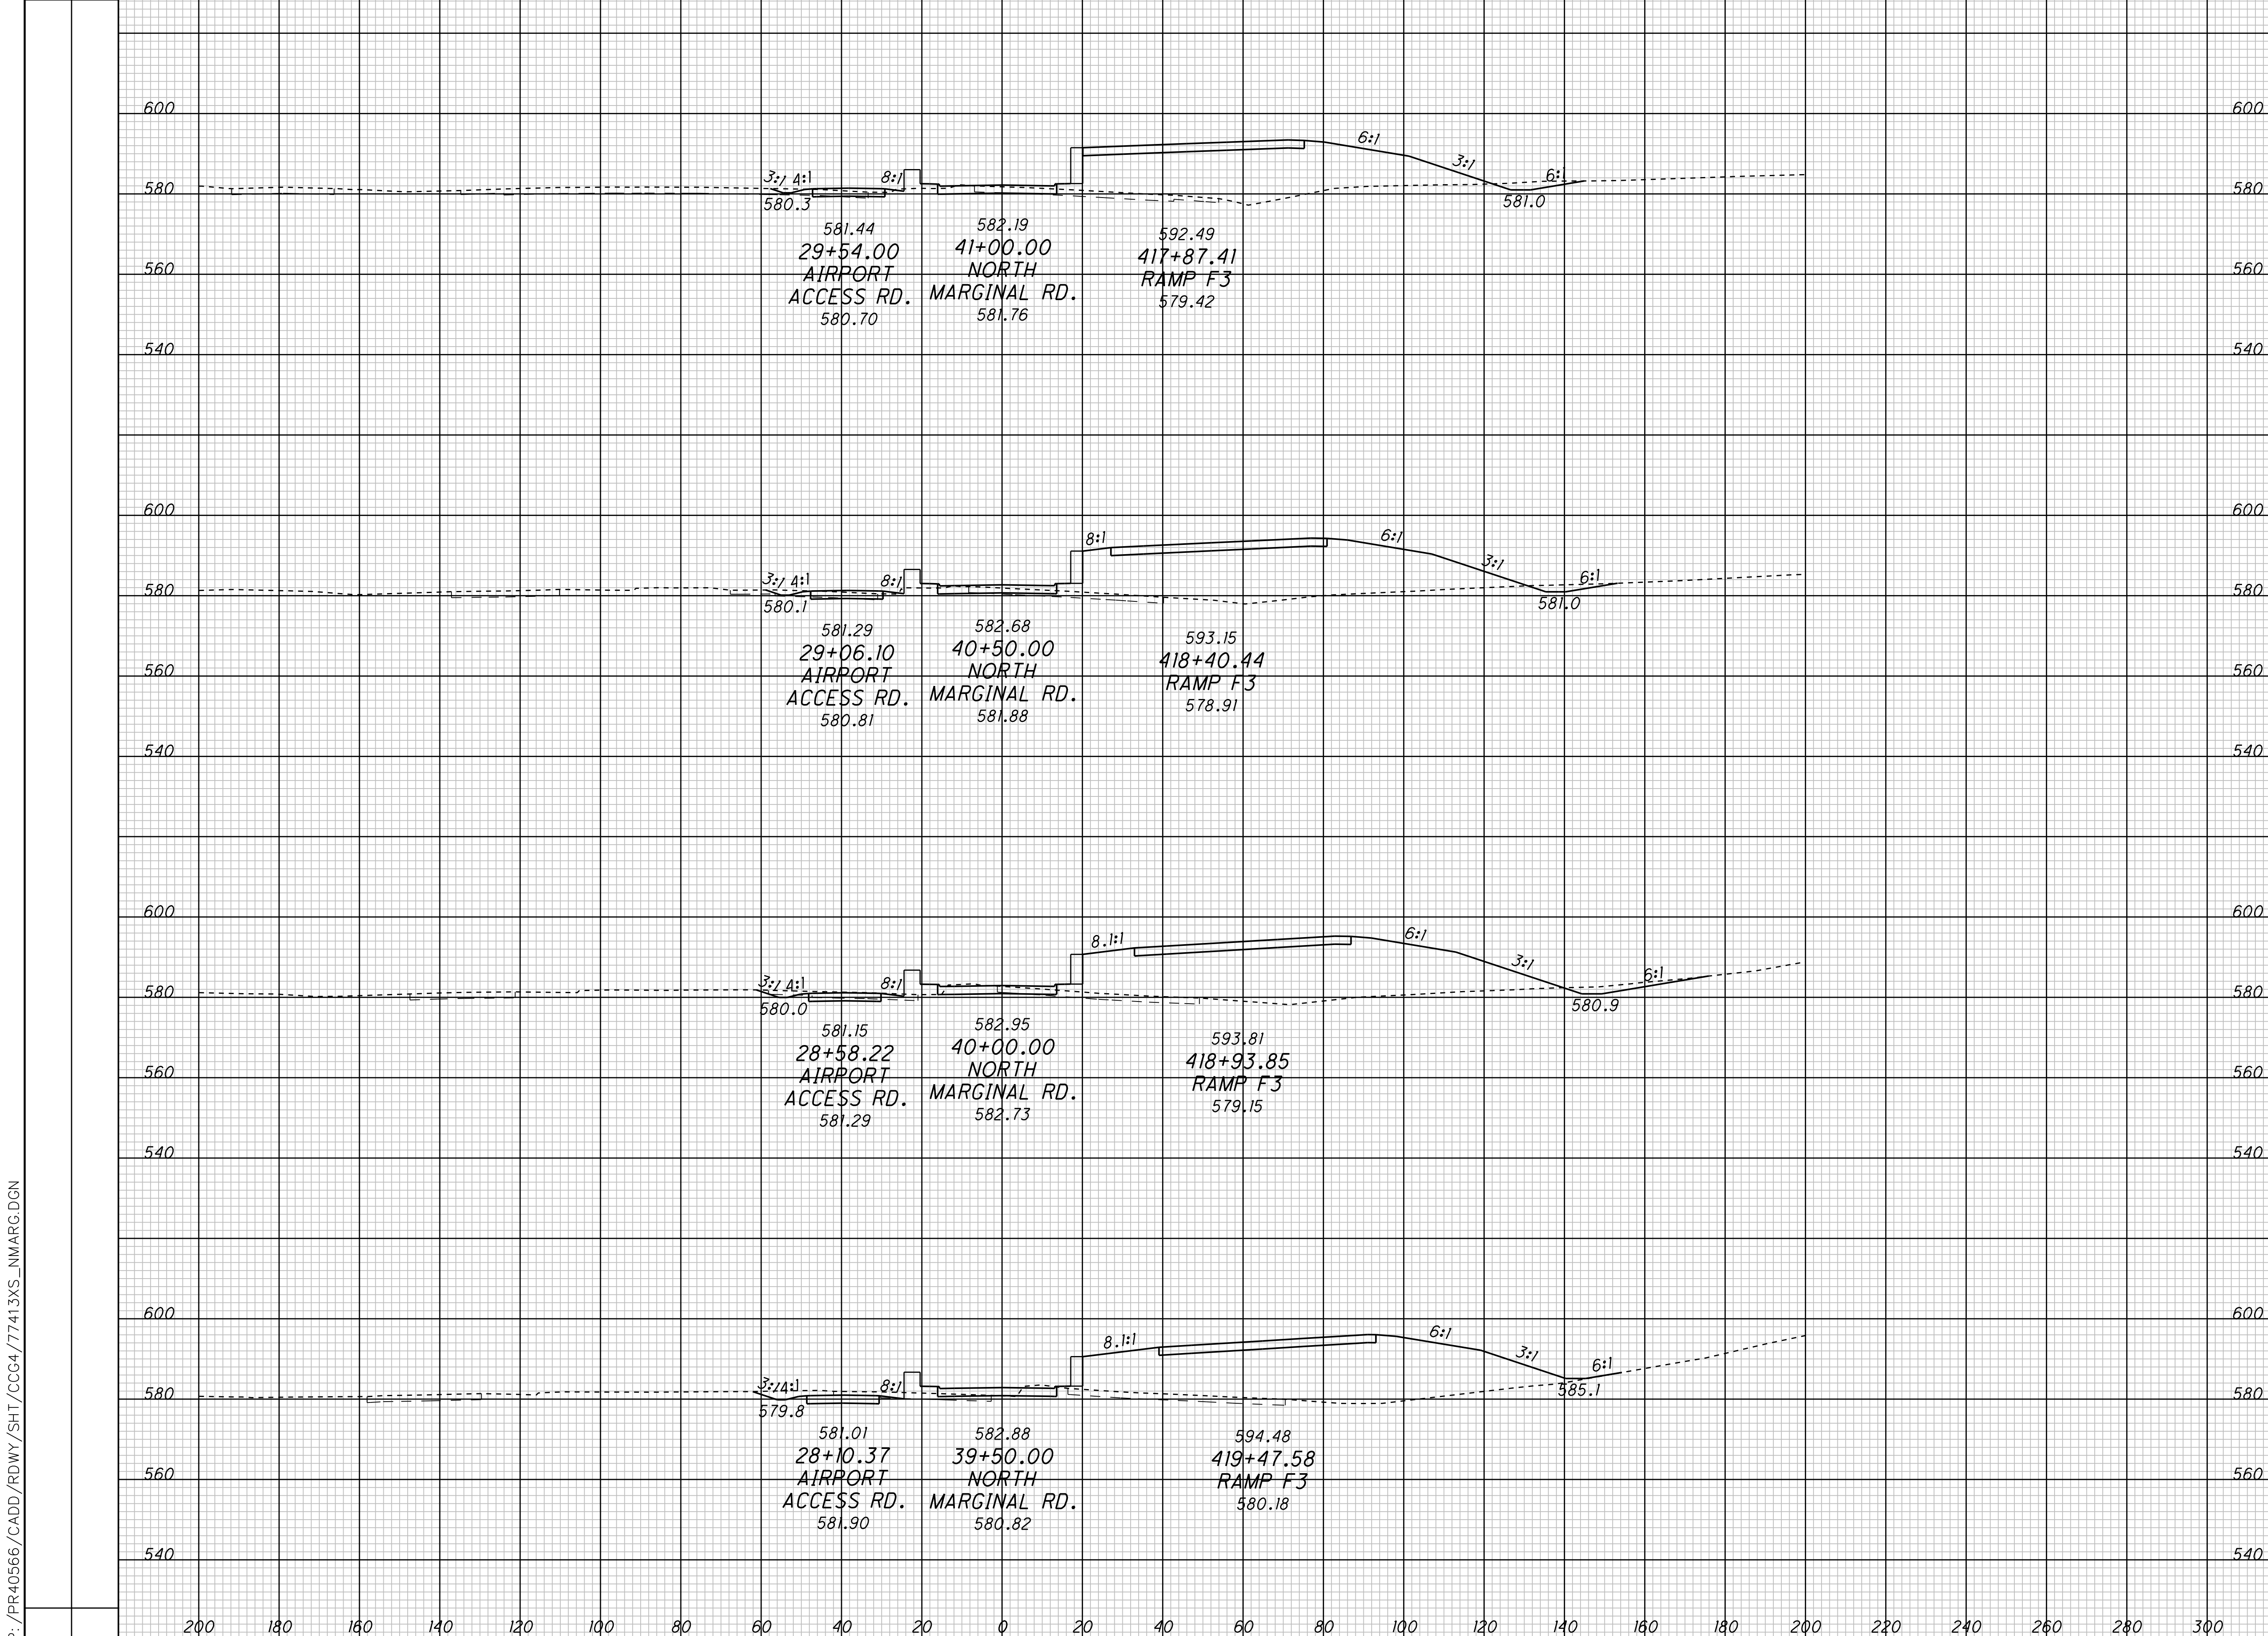 600 600
6:1
3:1
3:1 4:1 8:1 6:1
580 580
580.3 581.0
581.44 582.19 592.49
29+54.00 41+00.00 417+87.41
AIRPORT NORTH RAMP F3
ACCESS RD. MARGINAL RD. 579.42
580.70 581.76
560 560
540 540
600 600
8:1 6:1
3:1
3:1 4:1 8:1 6:1
580 580
580.1 581.0
581.29 582.68 593.15
29+06.10 40+50.00 418+40.44
AIRPORT NORTH RAMP F3
ACCESS RD. MARGINAL RD. 578.91
580.81 581.88
560 560
540 540
600 600
8.1:1 6:1
3:1
3:1 4:1 8:1 6:1
580 580
580.0 580.9
581.15 582.95 593.81
28+58.22 40+00.00 418+93.85
AIRPORT NORTH RAMP F3
ACCESS RD. MARGINAL RD. 579.15
581.29 582.73
560 560
540 540
600 600
8.1:1 6:1
3:1 6:1
3:1 4:1 8:1
580 580
579.8 585.1
581.01 582.88 594.48
28+10.37 39+50.00 419+47.58
AIRPORT NORTH RAMP F3
ACCESS RD. MARGINAL RD. 580.18
581.90 580.82
560 560
540 540
200 180 160 140 120 100 80 60 40 20 0 20 40 60 80 100 120 140 160 180 200 220 240 260 280 300
/PR40566/CADD/RDWY/SHT/CCG4/77413XS_NMARG.DGN